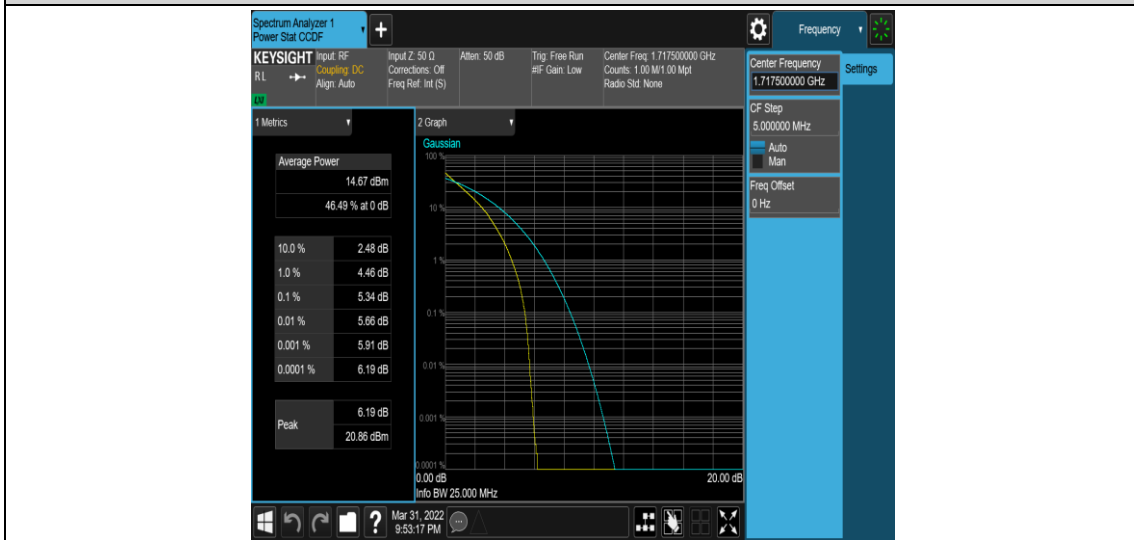 Spectrum Analyzer 1
Power Stat CCDF
+
Frequency
KEYSIGHT
RL
LXI
Input: RF
Coupling: DC
Align: Auto
Input Z: 50 Ω
Corrections: Off
Freq Ref: Int (S)
Atten: 50 dB
Trig: Free Run
#IF Gain: Low
Center Freq: 1.717500000 GHz
Counts: 1.00 M/1.00 Mpt
Radio Std: None
Center Frequency
1.717500000 GHz
Settings
CF Step
5.000000 MHz
Auto
Man
Freq Offset
0 Hz
1 Metrics
Average Power
14.67 dBm
46.49 % at 0 dB
10.0 % 2.48 dB
1.0 % 4.46 dB
0.1 % 5.34 dB
0.01 % 5.66 dB
0.001 % 5.91 dB
0.0001 % 6.19 dB
Peak
6.19 dB
20.86 dBm
2 Graph
Gaussian
100 %
10 %
1 %
0.1 %
0.01 %
0.001 %
0.0001 %
0.00 dB 20.00 dB
Info BW 25.000 MHz
?
Mar 31, 2022
9:53:17 PM